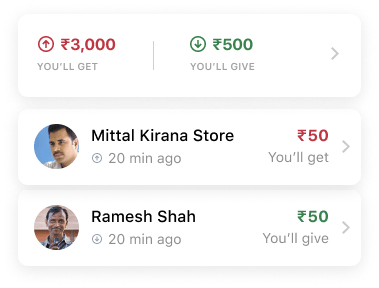 ₹3,000 ₹500
YOU'LL GET YOU'LL GIVE
Mittal Kirana Store ₹50
20 min ago You'll get
Ramesh Shah ₹50
20 min ago You'll give